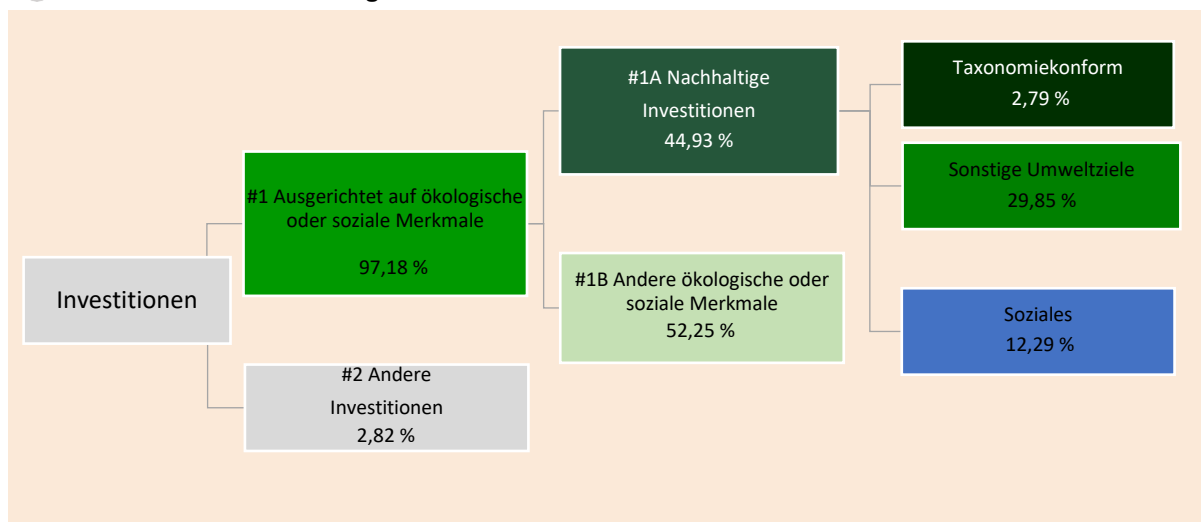 Investitionen
#1 Ausgerichtet auf ökologische
oder soziale Merkmale
97,18 %
#2 Andere
Investitionen
2,82 %
#1A Nachhaltige
Investitionen
44,93 %
#1B Andere ökologische oder
soziale Merkmale
52,25 %
Taxonomiekonform
2,79 %
Sonstige Umweltziele
29,85 %
Soziales
12,29 %